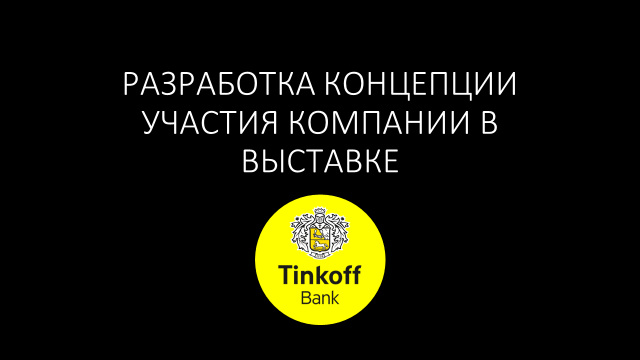 РАЗРАБОТКА КОНЦЕПЦИИ
УЧАСТИЯ КОМПАНИИ В
ВЫСТАВКЕ
Tinkoff
Bank